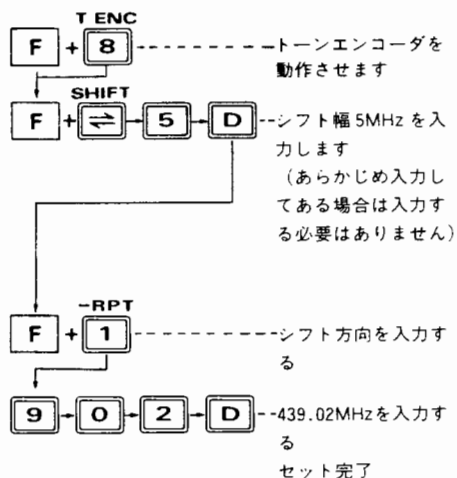 T ENC
F + 8 トーンエンコーダを
動作させます
SHIFT
F + ⇌ 5 D シフト幅5MHzを入
力します
(あらかじめ入力し
てある場合は入力す
る必要はありません)
-RPT
F + 1 シフト方向を入力す
る
9 0 2 D 439.02MHzを入力す
る
セット完了